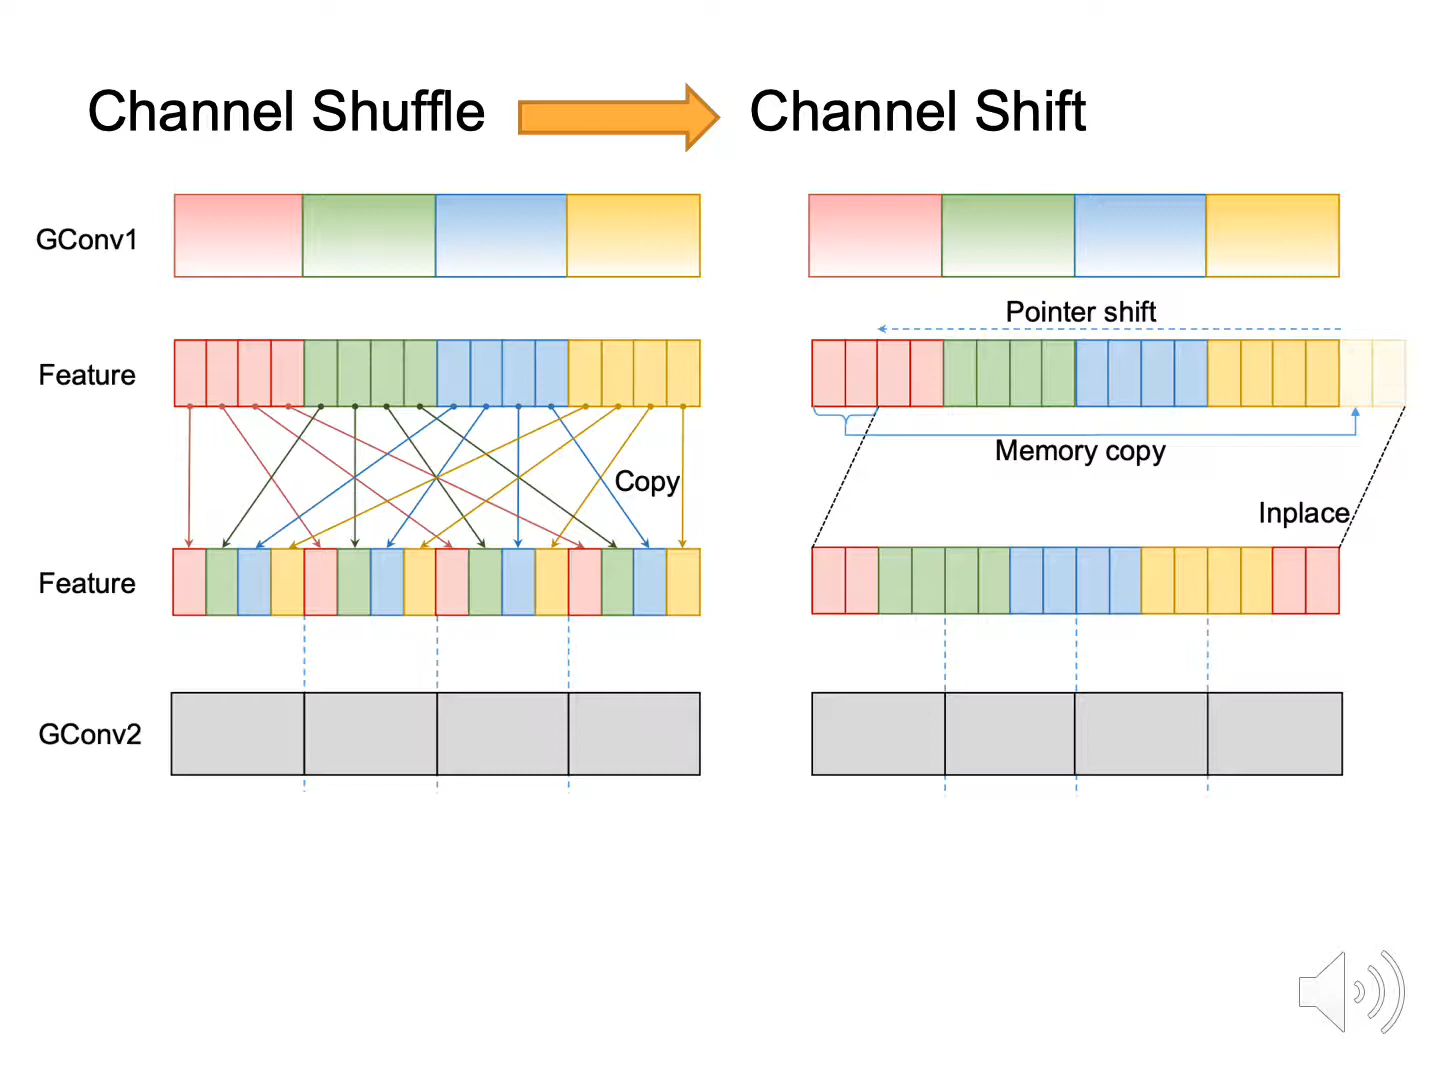 Channel Shuffle
Channel Shift
GConv1
Pointer shift
Feature
Memory copy
Copy
Inplace
Feature
GConv2